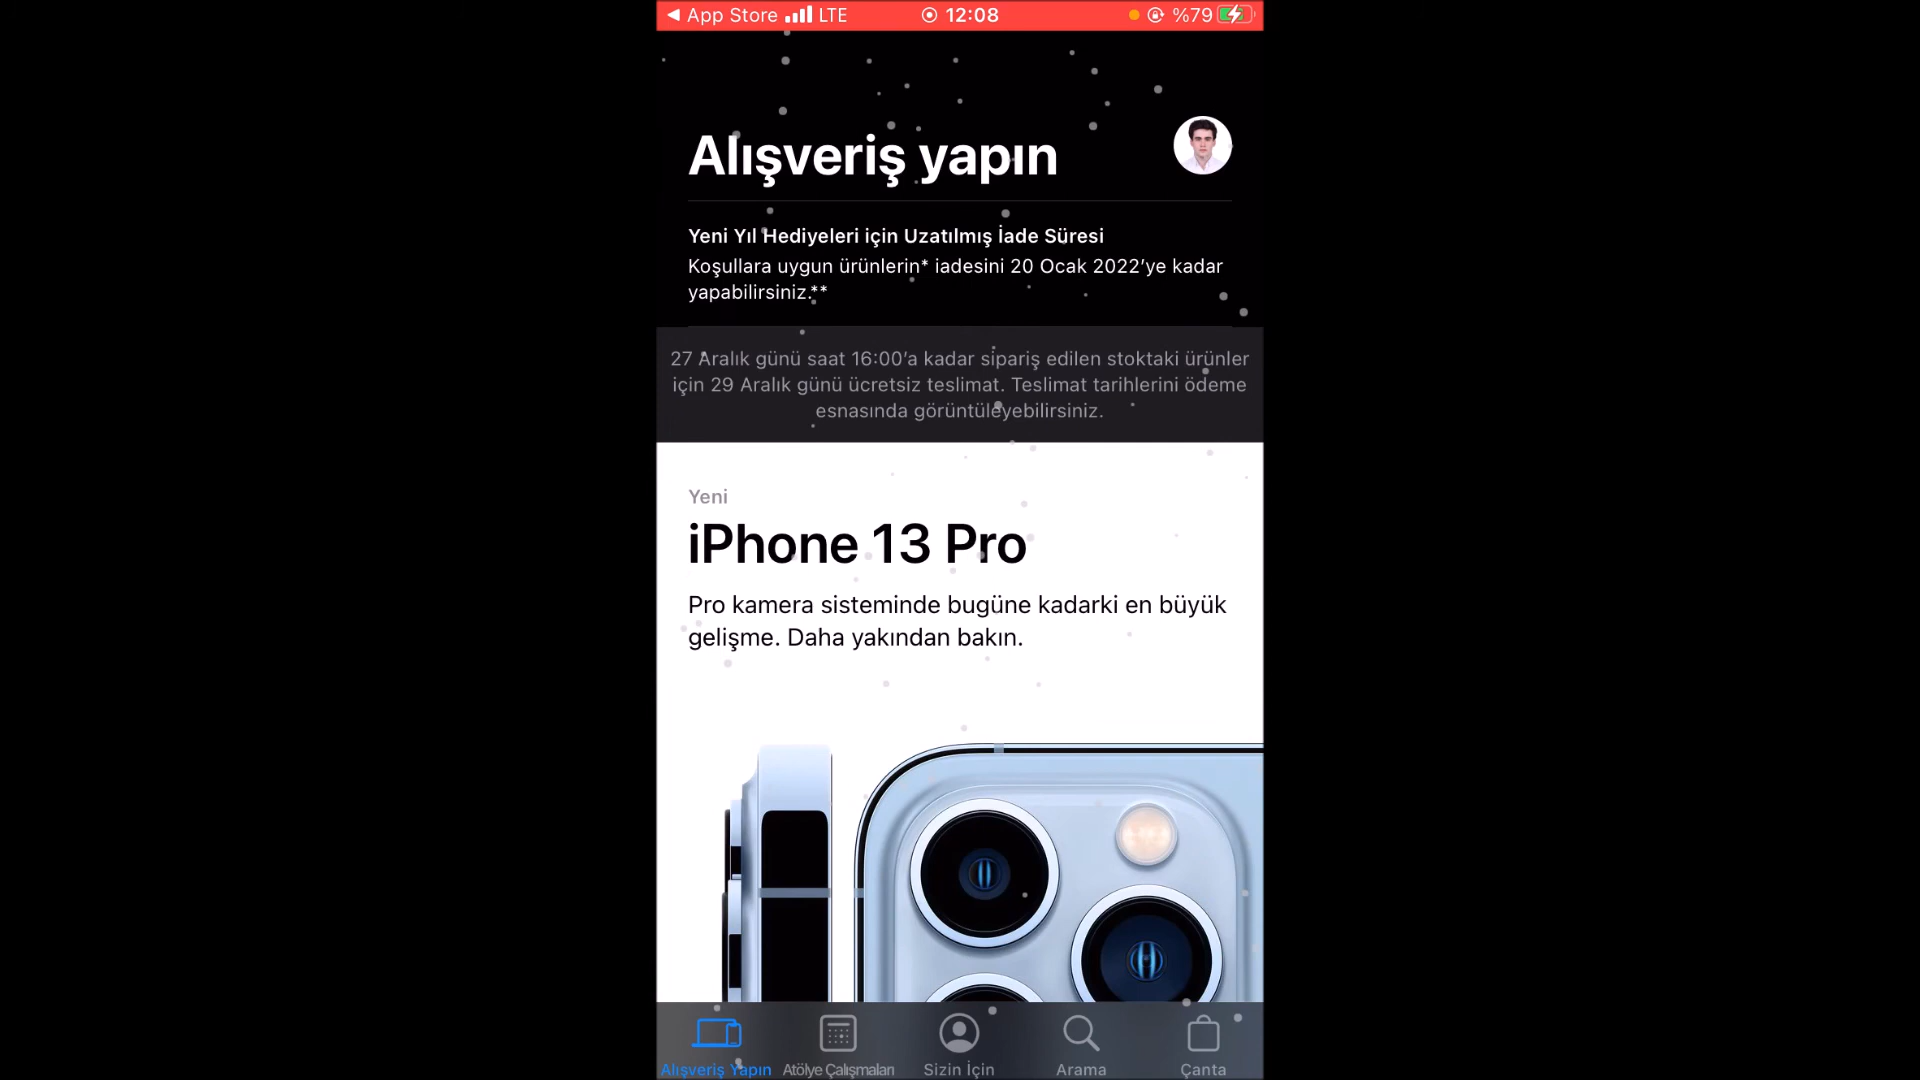 App Store LTE 12:08 %79
Alışveriş yapın
Yeni Yıl Hediyeleri için Uzatılmış İade Süresi
Koşullara uygun ürünlerin* iadesini 20 Ocak 2022’ye kadar
yapabilirsiniz.**
27 Aralık günü saat 16:00’a kadar sipariş edilen stoktaki ürünler
için 29 Aralık günü ücretsiz teslimat. Teslimat tarihlerini ödeme
esnasında görüntüleyebilirsiniz.
Yeni
iPhone 13 Pro
Pro kamera sisteminde bugüne kadarki en büyük
gelişme. Daha yakından bakın.
Alışveriş Yapın Atölye Çalışmaları Sizin İçin Arama Çanta